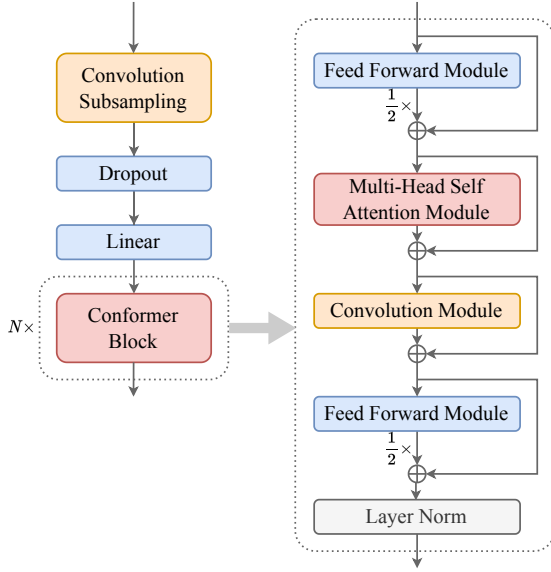 Convolution
Subsampling
Dropout
Linear
N×
Conformer
Block
Feed Forward Module
1/2 ×
Multi-Head Self
Attention Module
Convolution Module
Feed Forward Module
1/2 ×
Layer Norm